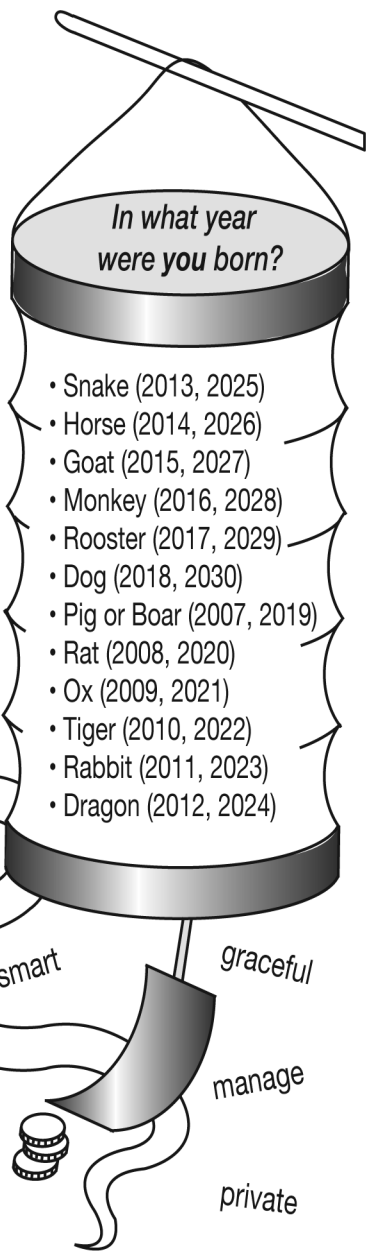 In what year
were you born?
• Snake (2013, 2025)
• Horse (2014, 2026)
• Goat (2015, 2027)
• Monkey (2016, 2028)
• Rooster (2017, 2029)
• Dog (2018, 2030)
• Pig or Boar (2007, 2019)
• Rat (2008, 2020)
• Ox (2009, 2021)
• Tiger (2010, 2022)
• Rabbit (2011, 2023)
• Dragon (2012, 2024)
smart
graceful
manage
private